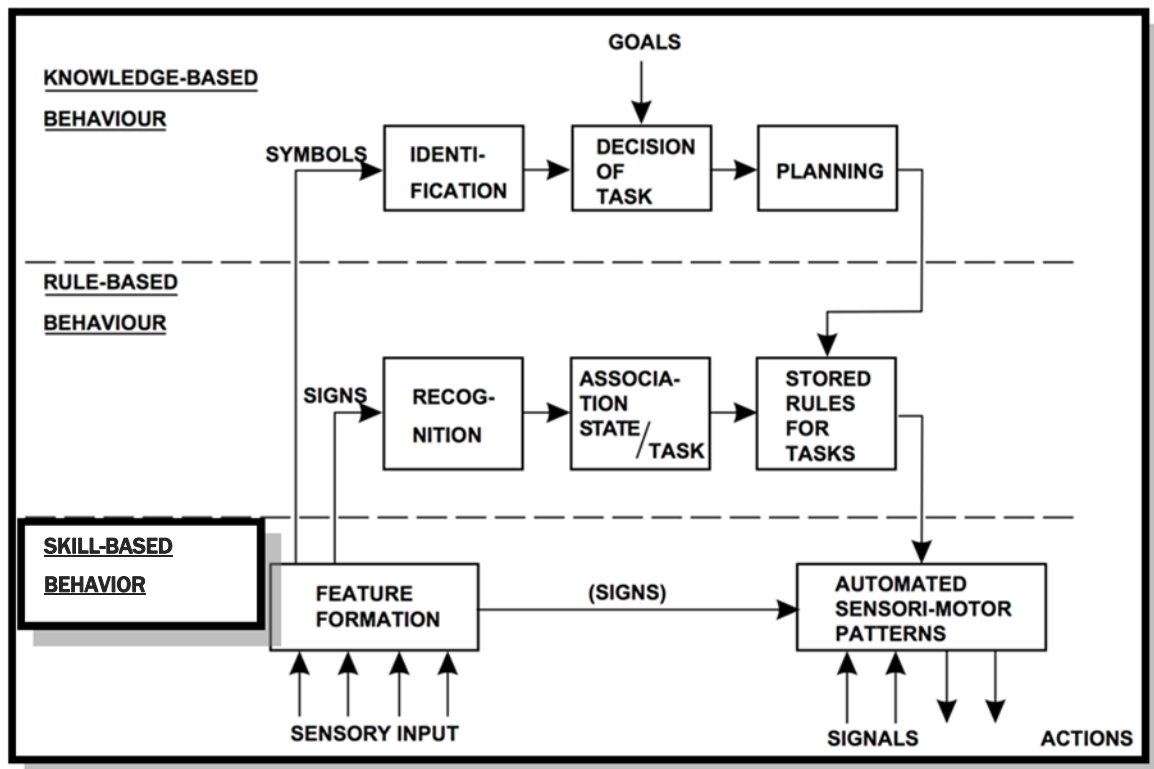 GOALS
KNOWLEDGE-BASED
BEHAVIOUR
SYMBOLS
IDENTI-
FICATION
DECISION
OF
TASK
PLANNING
RULE-BASED
BEHAVIOUR
SIGNS
RECOG-
NITION
ASSOCIA-
TION
STATE/TASK
STORED
RULES
FOR
TASKS
SKILL-BASED
BEHAVIOR
FEATURE
FORMATION
(SIGNS)
AUTOMATED
SENSORI-MOTOR
PATTERNS
SENSORY INPUT
SIGNALS
ACTIONS